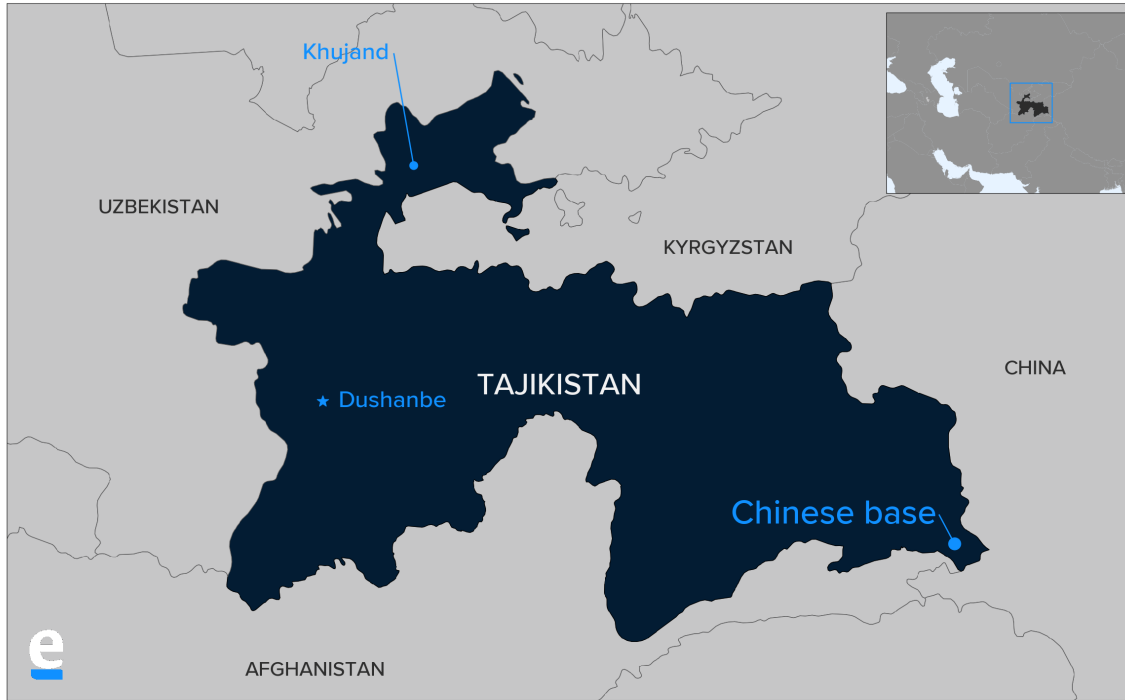 Khujand
UZBEKISTAN
KYRGYZSTAN
CHINA
TAJIKISTAN
Dushanbe
Chinese base
AFGHANISTAN
e